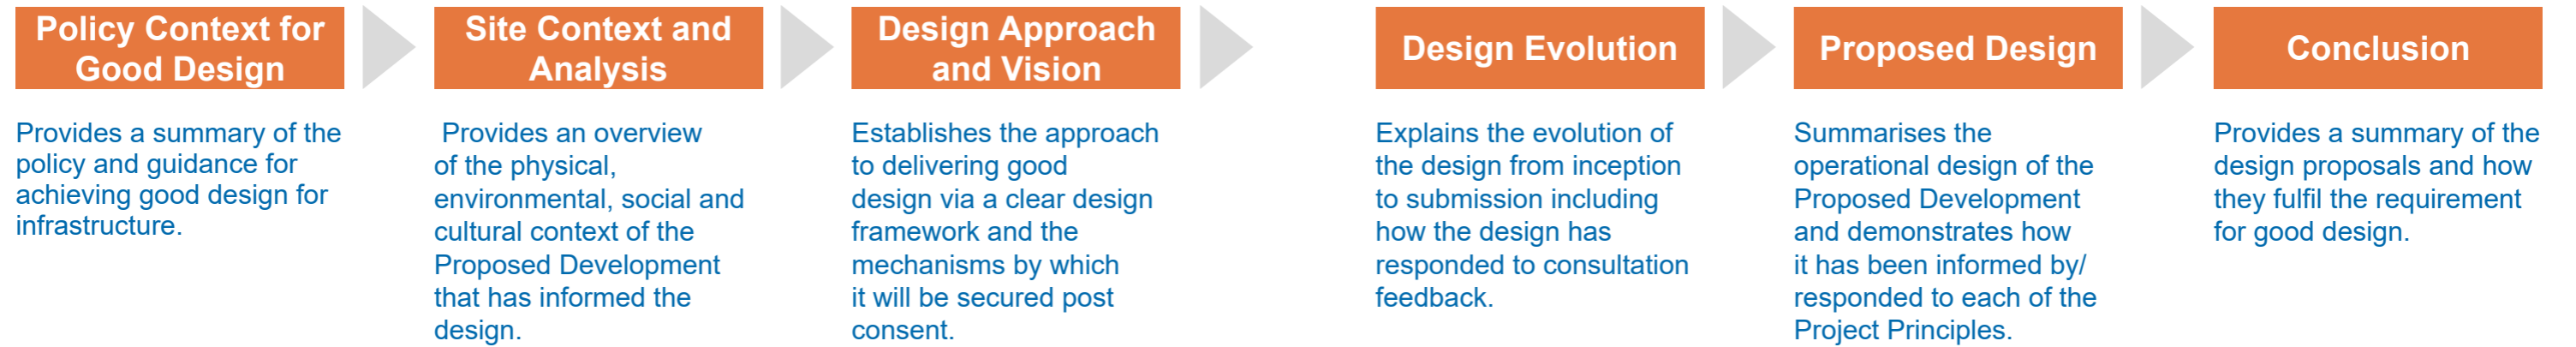 Policy Context for
Good Design
Provides a summary of the
policy and guidance for
achieving good design for
infrastructure.
Site Context and
Analysis
Provides an overview
of the physical,
environmental, social and
cultural context of the
Proposed Development
that has informed the
design.
Design Approach
and Vision
Establishes the approach
to delivering good
design via a clear design
framework and the
mechanisms by which
it will be secured post
consent.
Design Evolution
Explains the evolution of
the design from inception
to submission including
how the design has
responded to consultation
feedback.
Proposed Design
Summarises the
operational design of the
Proposed Development
and demonstrates how
it has been informed by/
responded to each of the
Project Principles.
Conclusion
Provides a summary of the
design proposals and how
they fulfil the requirement
for good design.